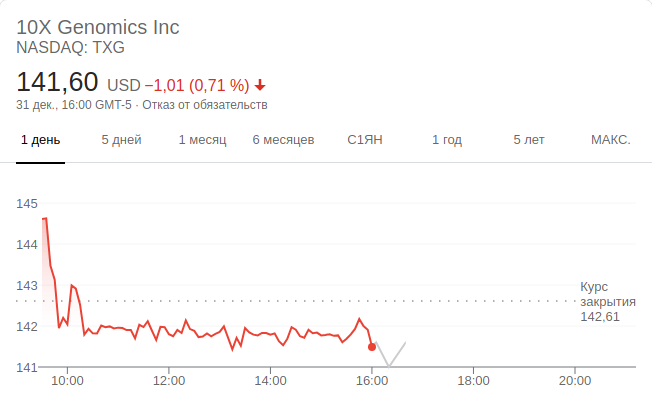 10X Genomics Inc
NASDAQ: TXG
141,60 USD −1,01 (0,71 %)
31 дек., 16:00 GMT-5 · Отказ от обязательств
1 день 5 дней 1 месяц 6 месяцев С1ЯН 1 год 5 лет МАКС.
145
144
143
142
141
Курс
закрытия
142,61
10:00 12:00 14:00 16:00 18:00 20:00